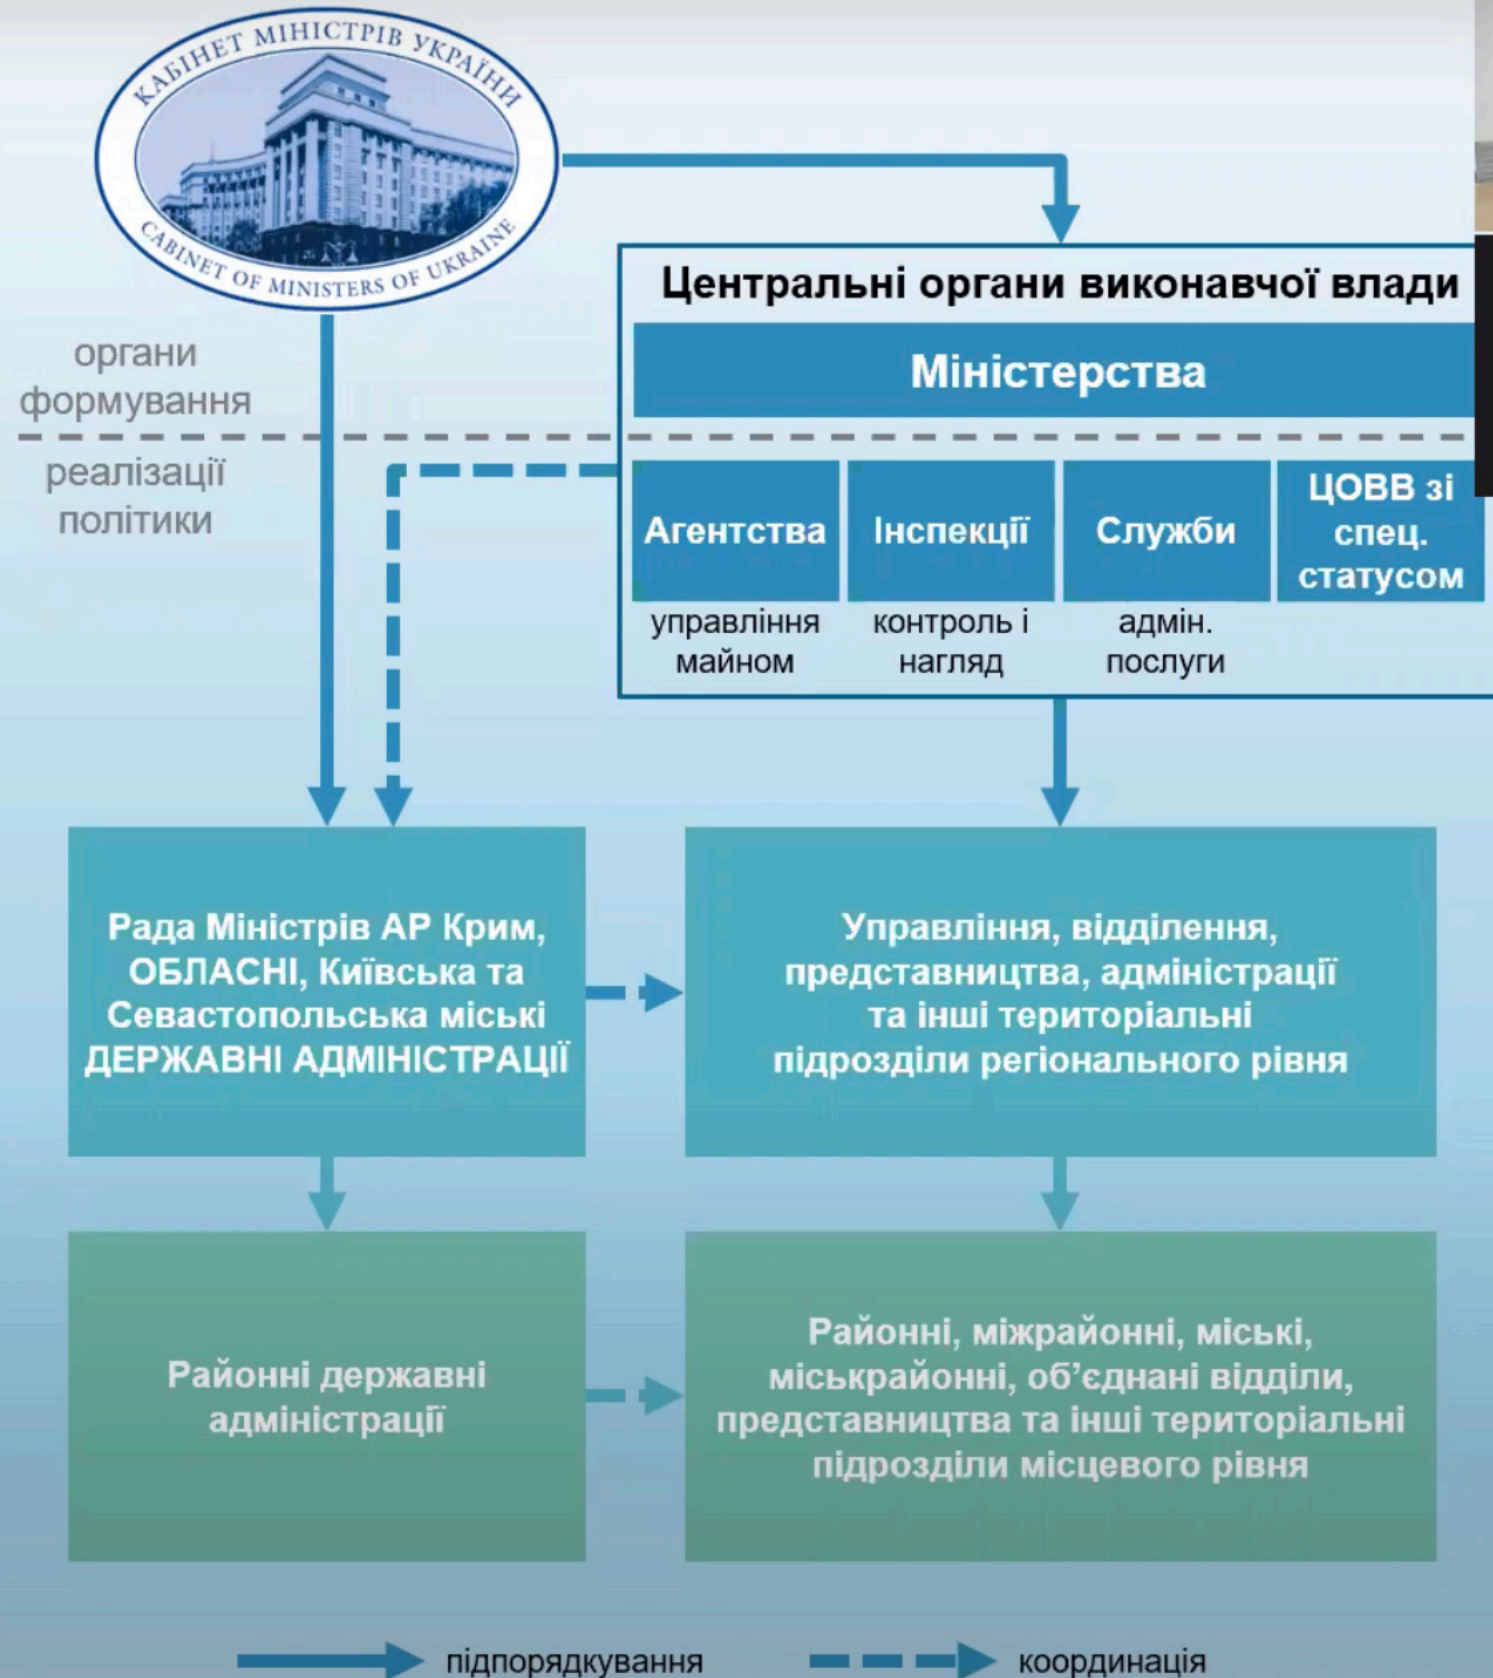 КАБІНЕТ МІНІСТРІВ УКРАЇНИ
CABINET OF MINISTERS OF UKRAINE
Центральні органи виконавчої влади
Міністерства
органи
формування
реалізації
політики
Агентства
Інспекції
Служби
ЦОВВ зі
спец.
статусом
управління
майном
контроль і
нагляд
адмін.
послуги
Рада Міністрів АР Крим,
ОБЛАСНІ, Київська та
Севастопольська міські
ДЕРЖАВНІ АДМІНІСТРАЦІЇ
Управління, відділення,
представництва, адміністрації
та інші територіальні
підрозділи регіонального рівня
Районні державні
адміністрації
Районні, міжрайонні, міські,
міськрайонні, об’єднані відділи,
представництва та інші територіальні
підрозділи місцевого рівня
підпорядкування
координація